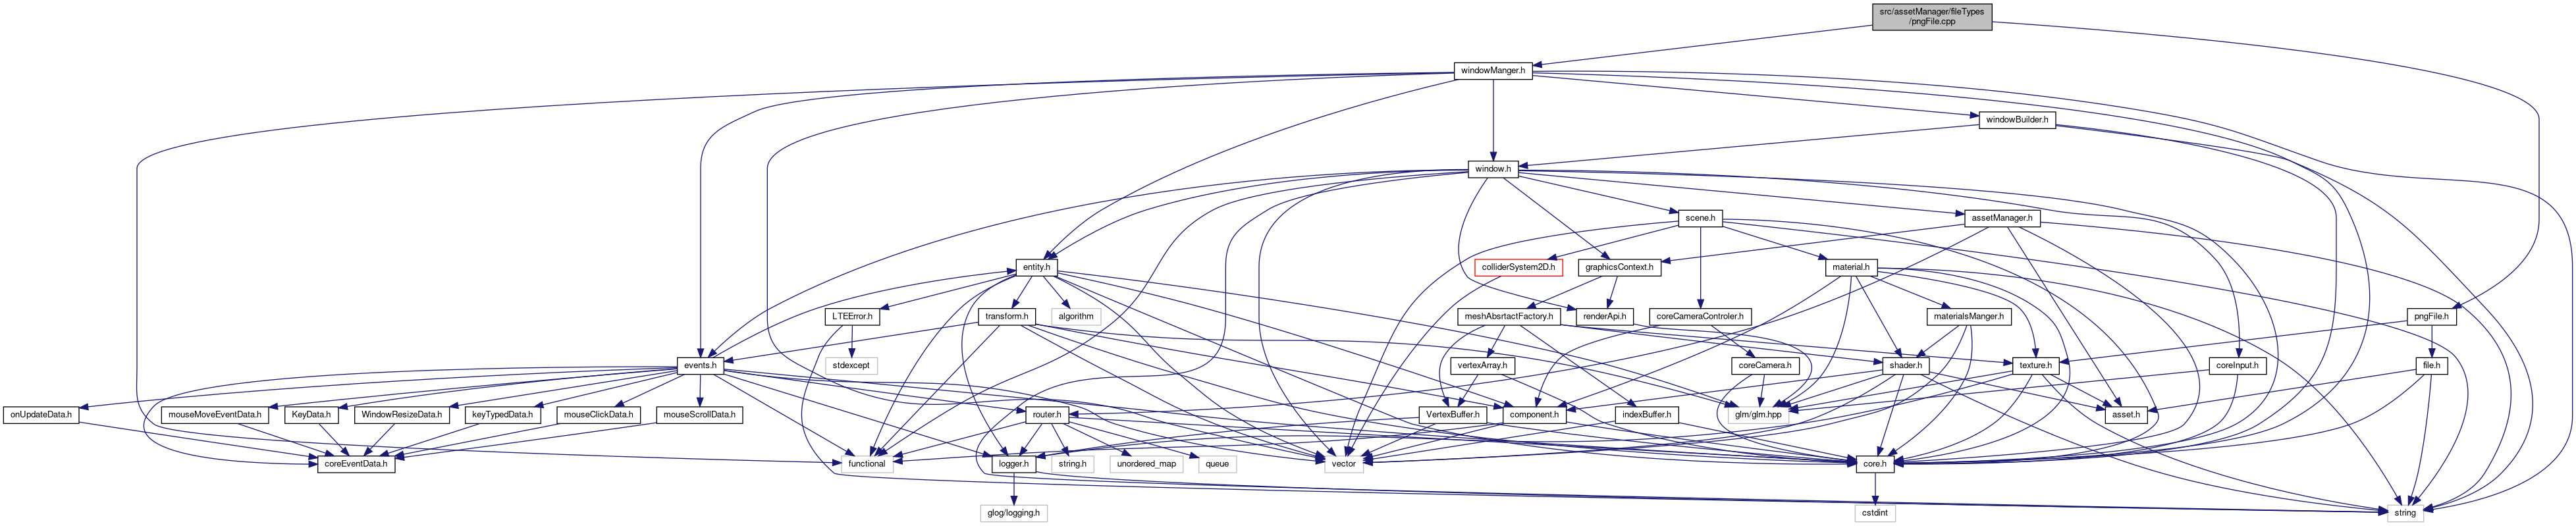 src/assetManager/fileTypes
/pngFile.cpp
windowManger.h
windowBuilder.h
window.h
scene.h
assetManager.h
entity.h
colliderSystem2D.h
graphicsContext.h
material.h
LTEError.h
transform.h
algorithm
meshAbsrtactFactory.h
renderApi.h
coreCameraControler.h
materialsManger.h
pngFile.h
events.h
stdexcept
vertexArray.h
coreCamera.h
shader.h
texture.h
coreInput.h
file.h
onUpdateData.h
mouseMoveEventData.h
KeyData.h
WindowResizeData.h
keyTypedData.h
mouseClickData.h
mouseScrollData.h
router.h
VertexBuffer.h
component.h
indexBuffer.h
glm/glm.hpp
asset.h
coreEventData.h
functional
logger.h
string.h
unordered_map
queue
vector
core.h
glog/logging.h
cstdint
string